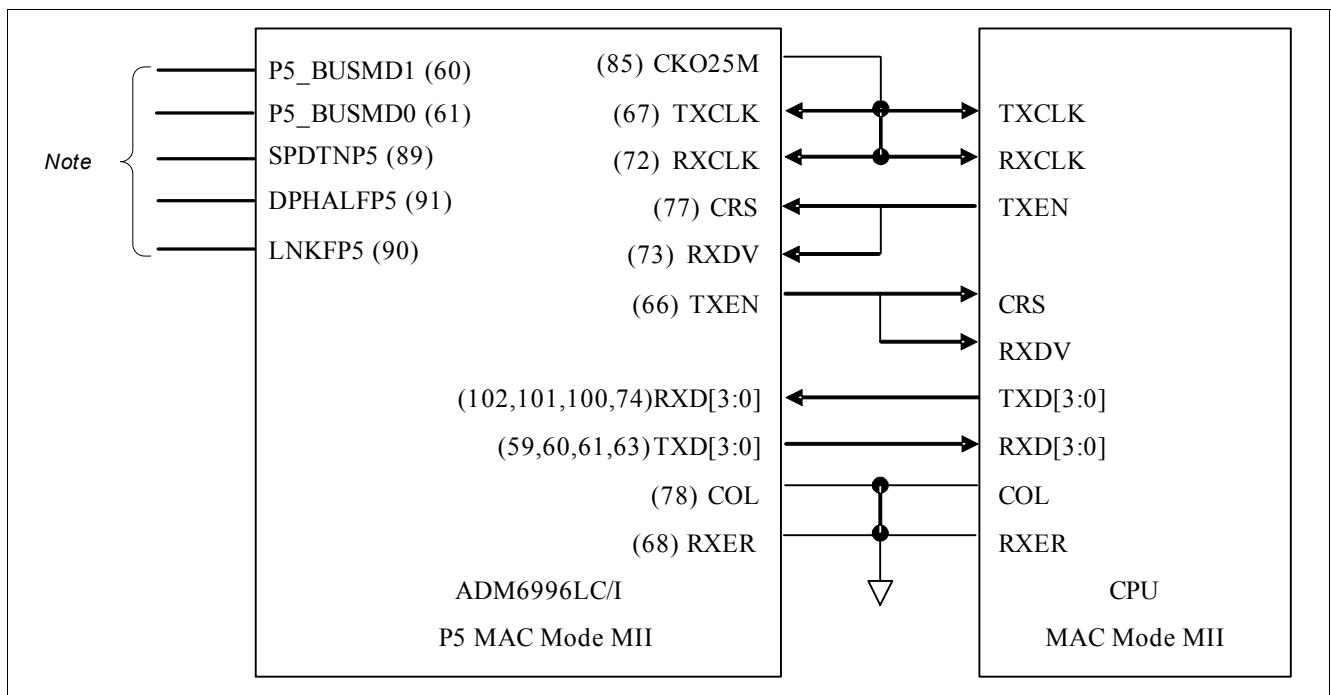 Note
P5_BUSMD1 (60)
P5_BUSMD0 (61)
SPDTNP5 (89)
DPHALFP5 (91)
LNKFP5 (90)
(85) CKO25M
(67) TXCLK
(72) RXCLK
(77) CRS
(73) RXDV
(66) TXEN
(102,101,100,74)RXD[3:0]
(59,60,61,63)TXD[3:0]
(78) COL
(68) RXER
ADM6996LC/I
P5 MAC Mode MII
TXCLK
RXCLK
TXEN
CRS
RXDV
TXD[3:0]
RXD[3:0]
COL
RXER
CPU
MAC Mode MII